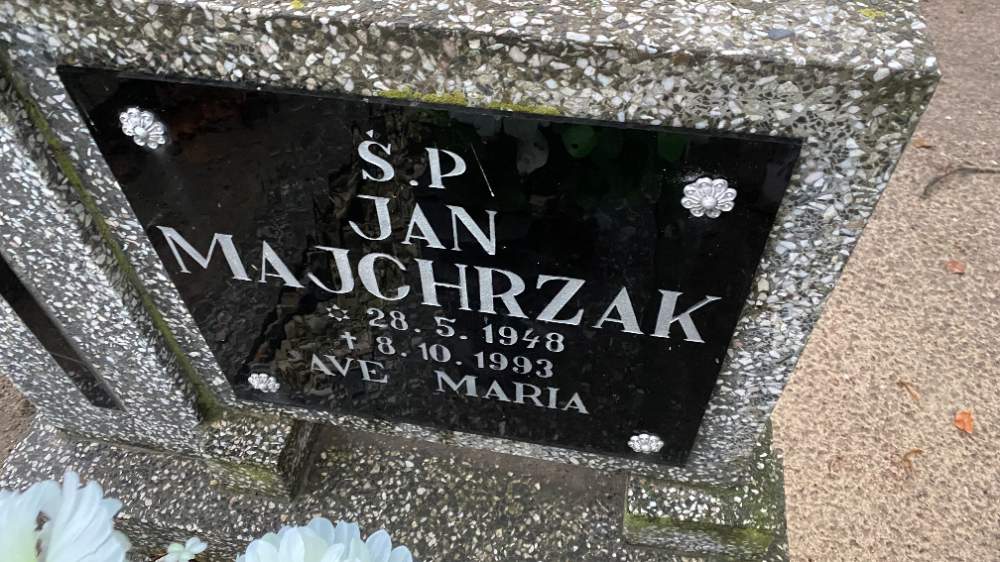 Ś.P
JAN
MAJCHRZAK
* 28.5.1948
✝ 8.10.1993
AVE MARIA